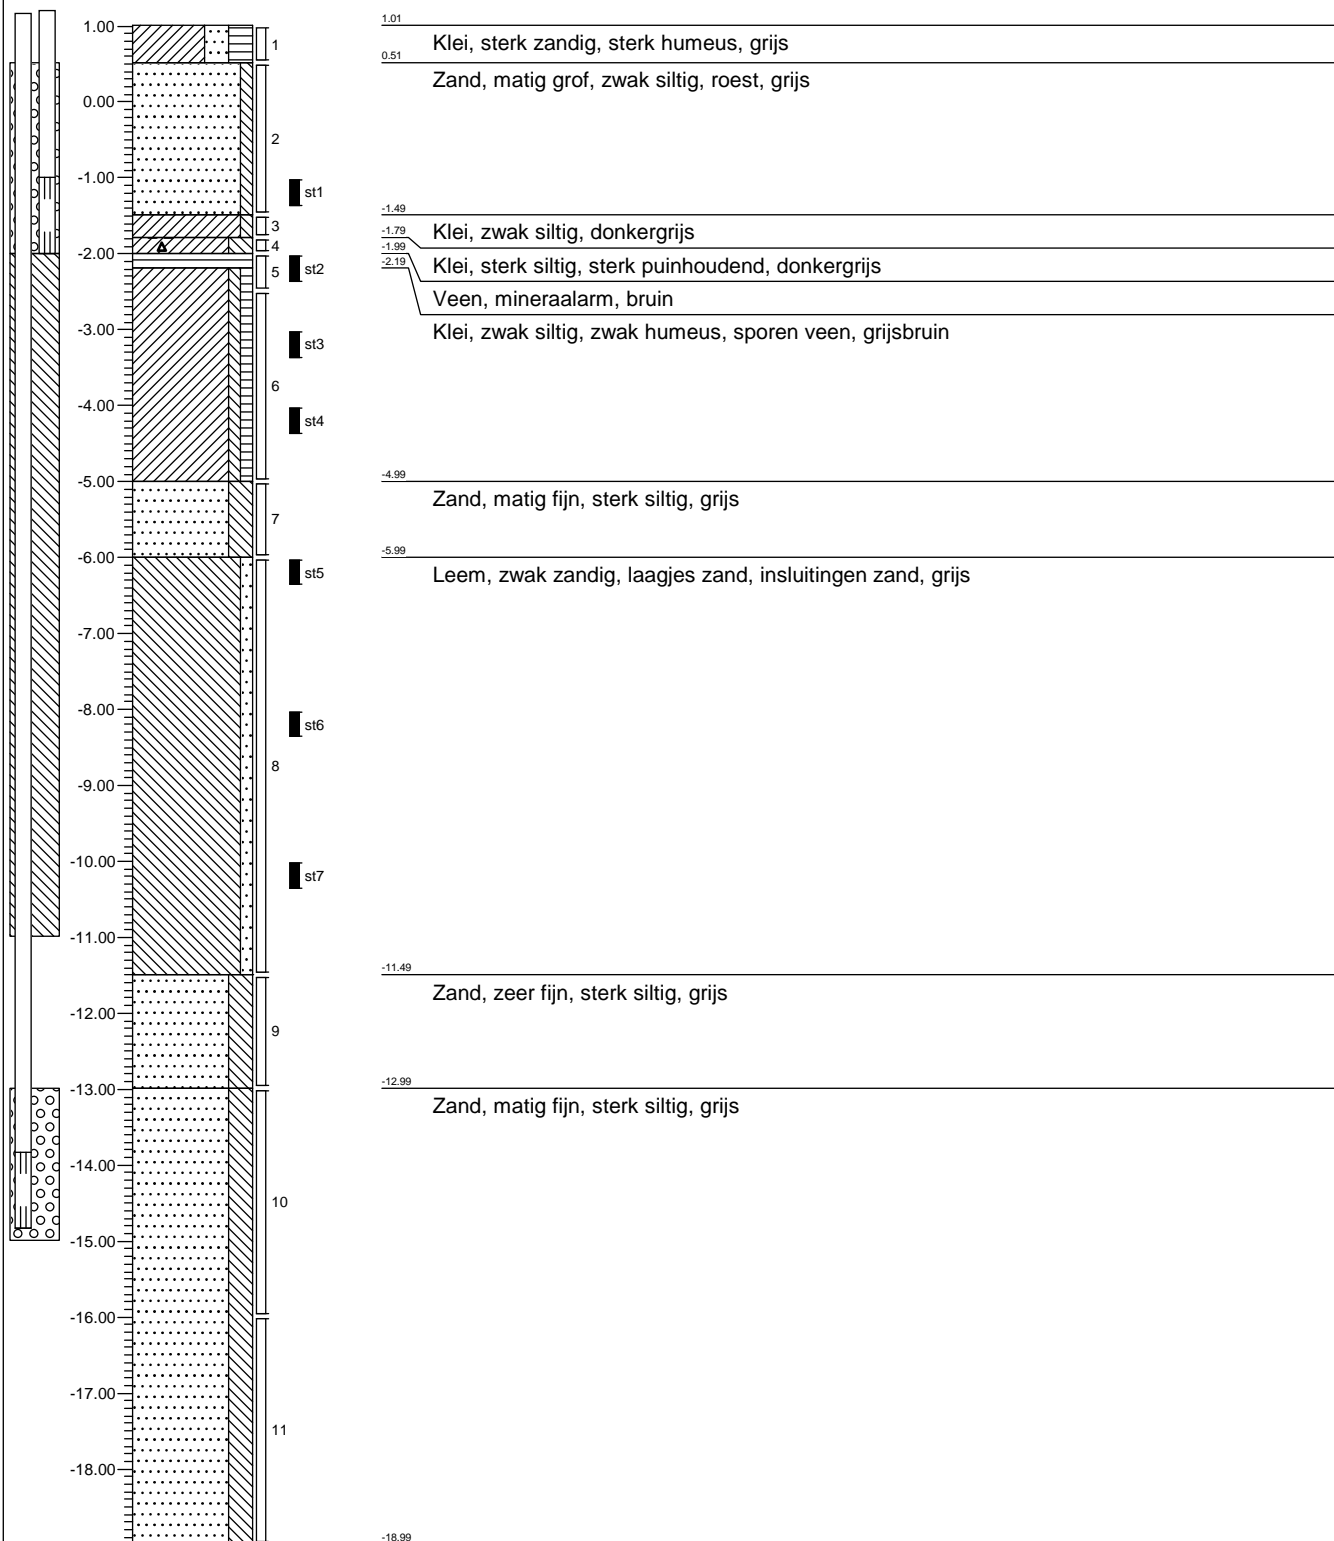 1.01
1.00
1
Klei, sterk zandig, sterk humeus, grijs
0.51
Zand, matig grof, zwak siltig, roest, grijs
0.00
2
-1.00
st1
-1.49
3
-1.79
Klei, zwak siltig, donkergrijs
4
-1.99
-2.00
-2.19
5
st2
Klei, sterk siltig, sterk puinhoudend, donkergrijs
Veen, mineraalarm, bruin
-3.00
Klei, zwak siltig, zwak humeus, sporen veen, grijsbruin
st3
6
-4.00
st4
-4.99
-5.00
Zand, matig fijn, sterk siltig, grijs
7
-5.99
-6.00
st5
Leem, zwak zandig, laagjes zand, insluitingen zand, grijs
-7.00
-8.00
st6
8
-9.00
-10.00
st7
-11.00
-11.49
Zand, zeer fijn, sterk siltig, grijs
-12.00
9
-12.99
-13.00
Zand, matig fijn, sterk siltig, grijs
-14.00
10
-15.00
-16.00
-17.00
11
-18.00
-18.99